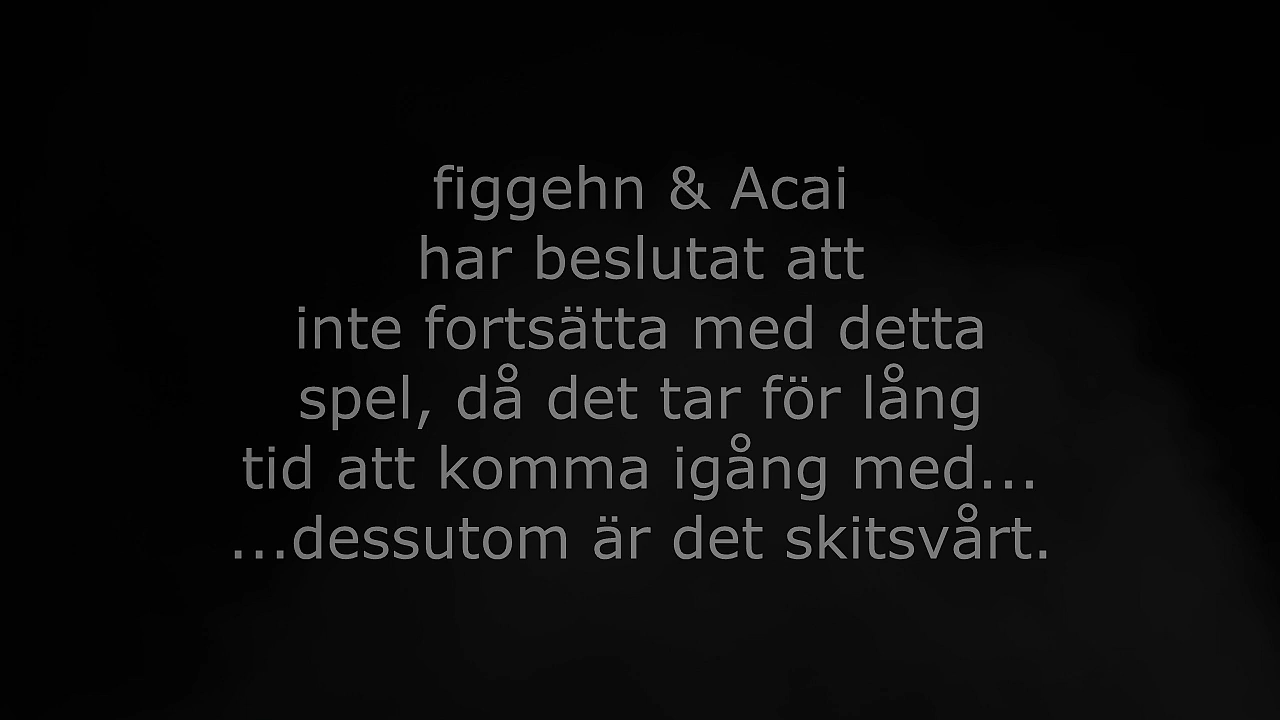 figgehn & Acai
har beslutat att
inte fortsätta med detta
spel, då det tar för lång
tid att komma igång med...
...dessutom är det skitsvårt.